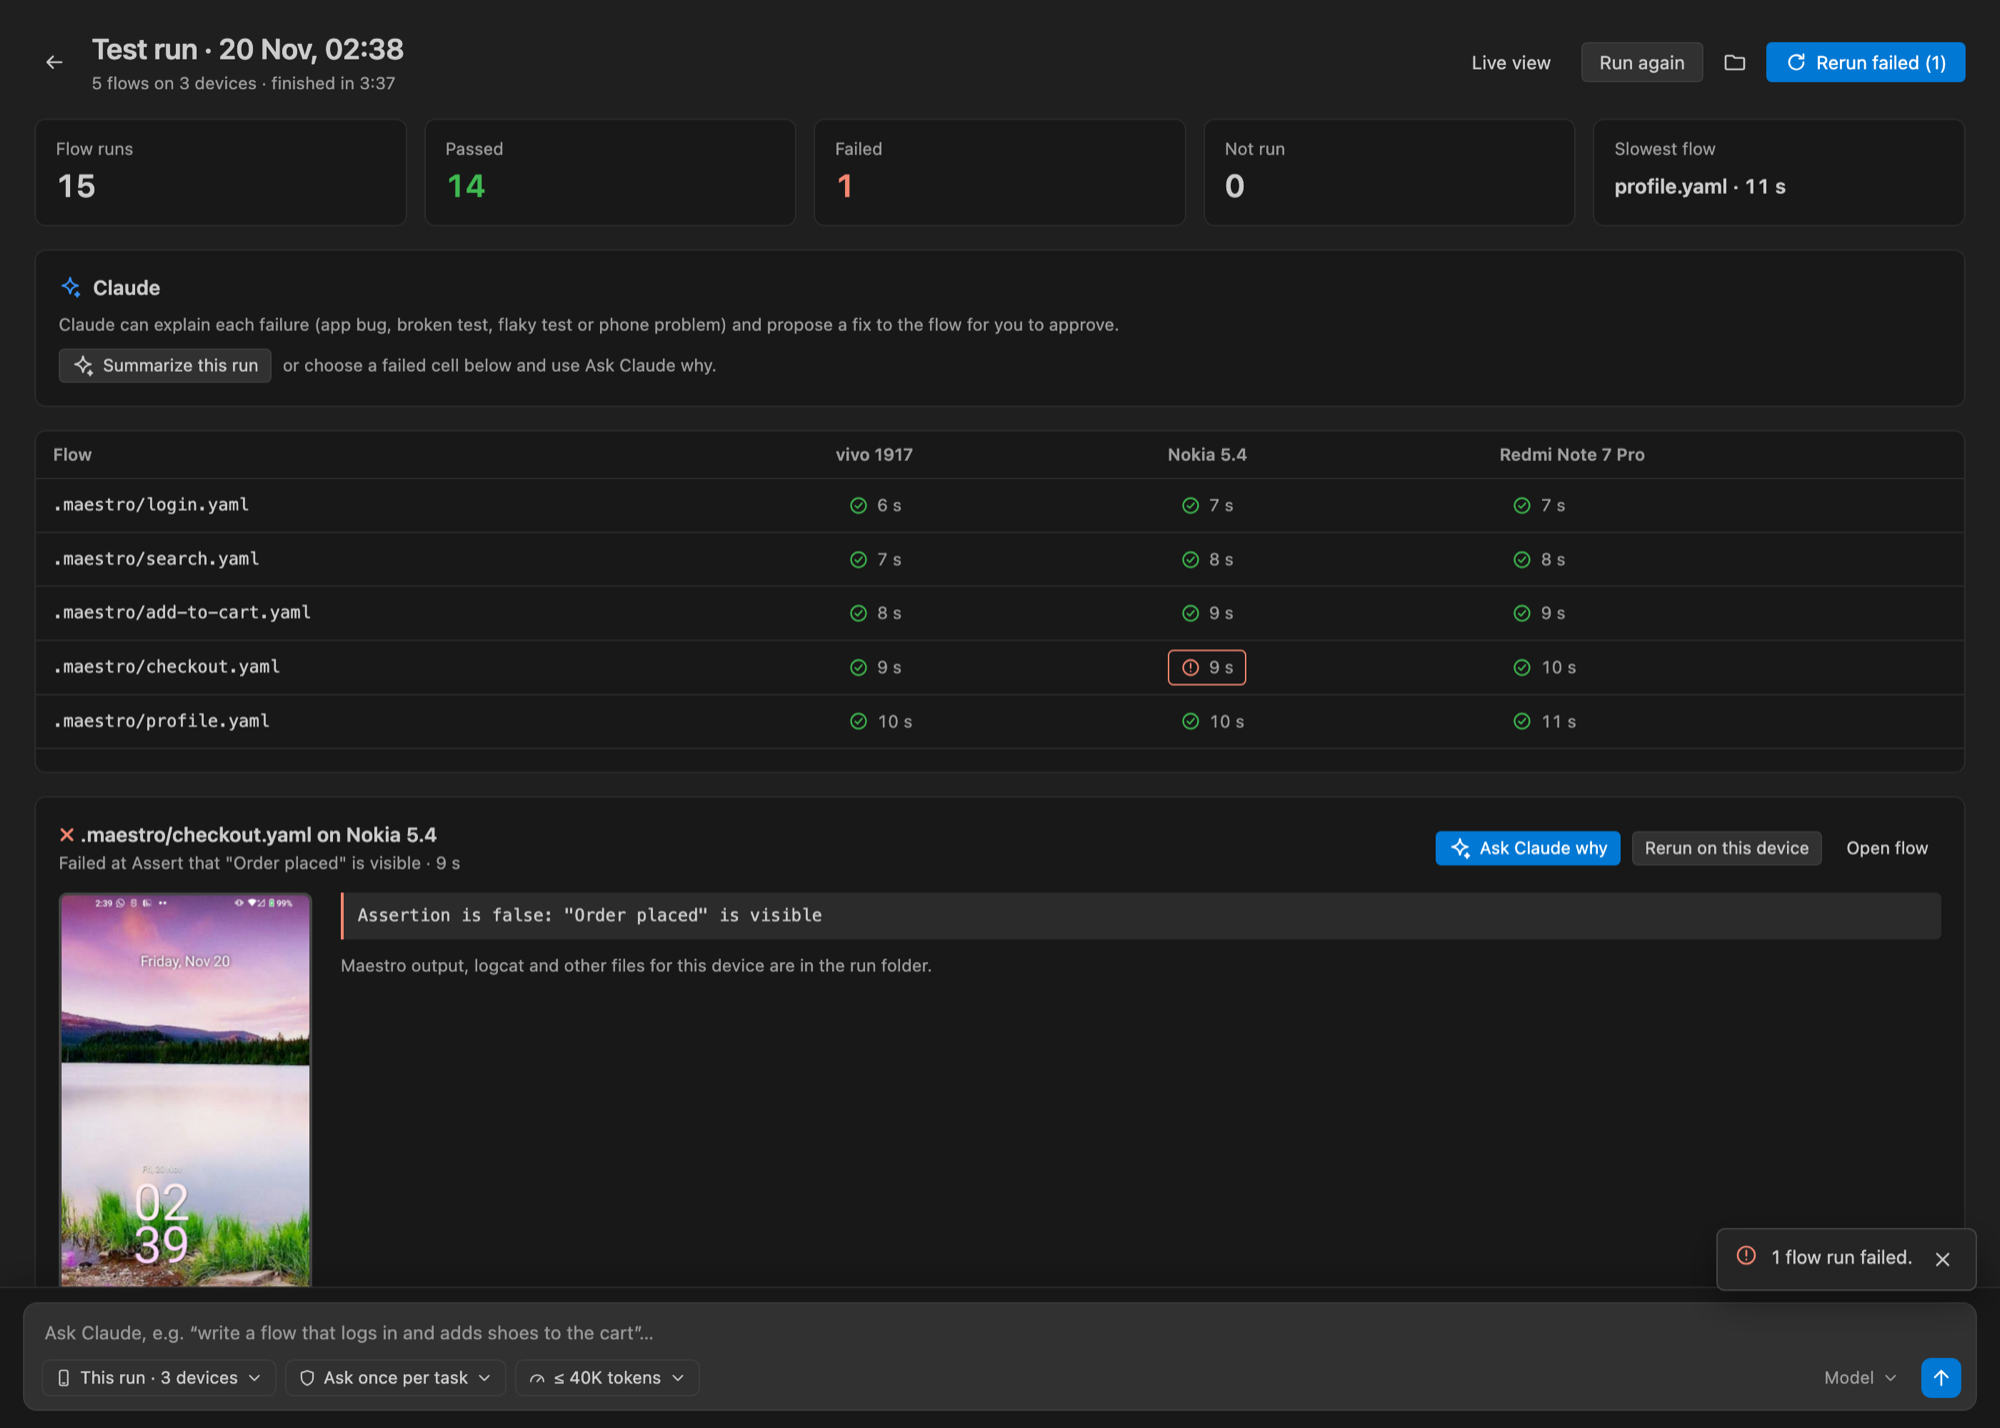 Test run · 20 Nov, 02:38
5 flows on 3 devices · finished in 3:37
Live view
Run again
Rerun failed (1)
Flow runs
15
Passed
14
Failed
1
Not run
0
Slowest flow
profile.yaml · 11 s
Claude
Claude can explain each failure (app bug, broken test, flaky test or phone problem) and propose a fix to the flow for you to approve.
Summarize this run or choose a failed cell below and use Ask Claude why.
Flow vivo 1917 Nokia 5.4 Redmi Note 7 Pro
.maestro/login.yaml 6 s 7 s 7 s
.maestro/search.yaml 7 s 8 s 8 s
.maestro/add-to-cart.yaml 8 s 9 s 9 s
.maestro/checkout.yaml 9 s 9 s 10 s
.maestro/profile.yaml 10 s 10 s 11 s
.maestro/checkout.yaml on Nokia 5.4
Failed at Assert that "Order placed" is visible · 9 s
Ask Claude why
Rerun on this device
Open flow
2:39 99%
Friday, Nov 20
Fri, 20 Nov
02
39
Assertion is false: "Order placed" is visible
Maestro output, logcat and other files for this device are in the run folder.
1 flow run failed.
Ask Claude, e.g. “write a flow that logs in and adds shoes to the cart”...
This run · 3 devices
Ask once per task
≤ 40K tokens
Model